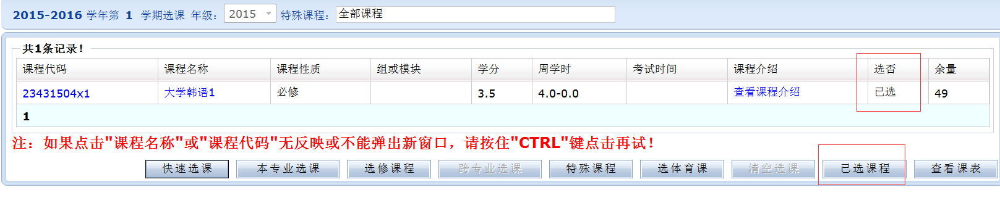 2015-2016 学年第 1 学期选课 年级： 2015 特殊课程： 全部课程
共1条记录！
课程代码 课程名称 课程性质 组或模块 学分 周学时 考试时间 课程介绍 选否 余量
23431504x1 大学韩语1 必修 3.5 4.0-0.0 查看课程介绍 已选 49
1
注：如果点击"课程名称"或"课程代码"无反映或不能弹出新窗口，请按住"CTRL"键点击再试！
快速选课 本专业选课 选修课程 跨专业选课 特殊课程 选体育课 清空选课 已选课程 查看课表